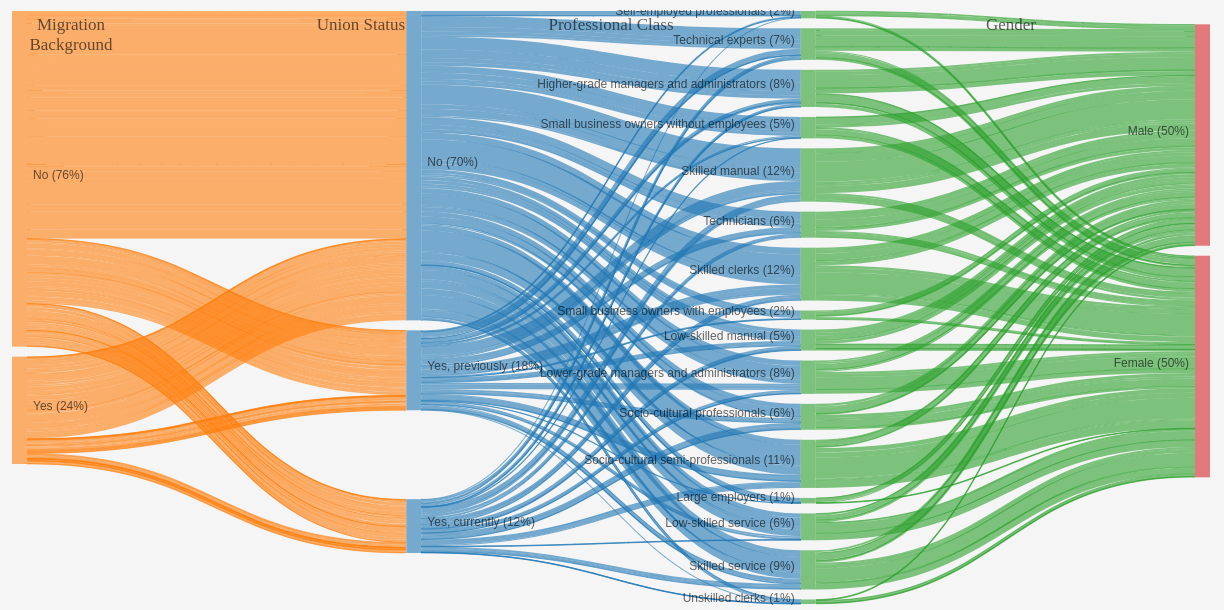 Migration
Background
Union Status
Professional Class
Gender
No (76%)
Yes (24%)
No (70%)
Yes, previously (18%)
Yes, currently (12%)
Self-employed professionals (2%)
Technical experts (7%)
Higher-grade managers and administrators (8%)
Small business owners without employees (5%)
Skilled manual (12%)
Technicians (6%)
Skilled clerks (12%)
Small business owners with employees (2%)
Low-skilled manual (5%)
Lower-grade managers and administrators (8%)
Socio-cultural professionals (6%)
Socio-cultural semi-professionals (11%)
Large employers (1%)
Low-skilled service (6%)
Skilled service (9%)
Unskilled clerks (1%)
Male (50%)
Female (50%)